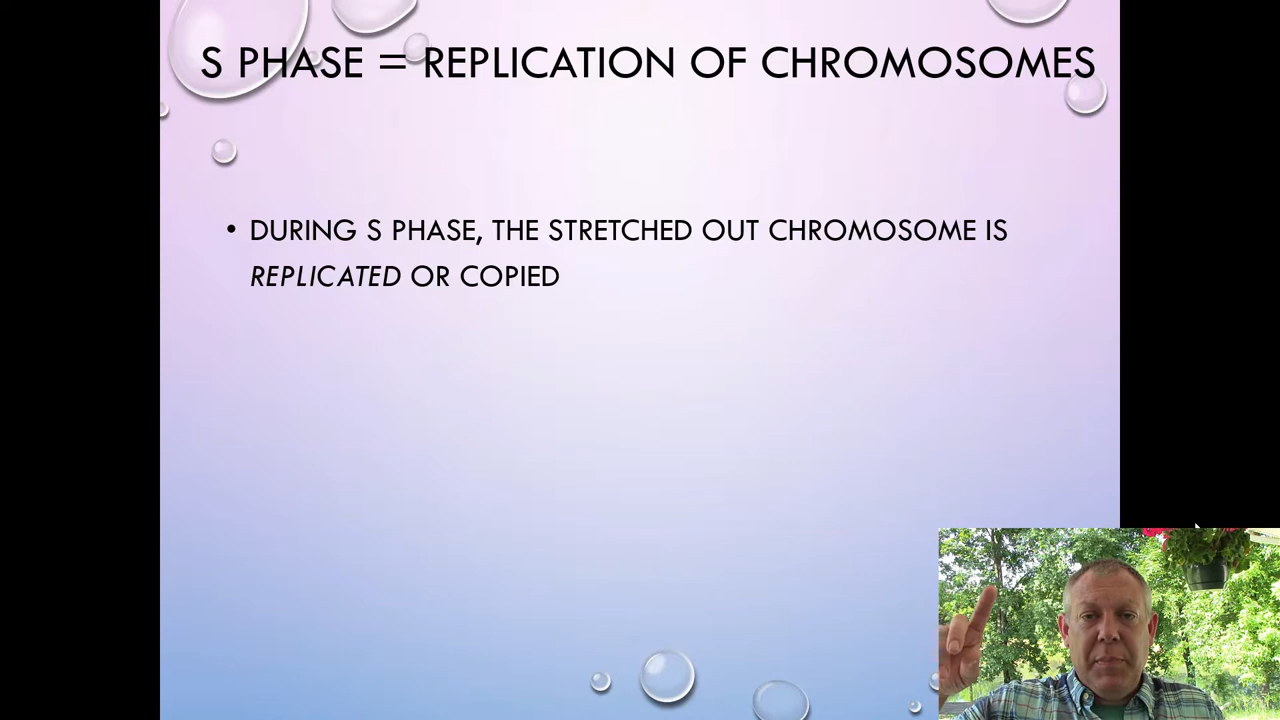 S PHASE = REPLICATION OF CHROMOSOMES
• DURING S PHASE, THE STRETCHED OUT CHROMOSOME IS
REPLICATED OR COPIED